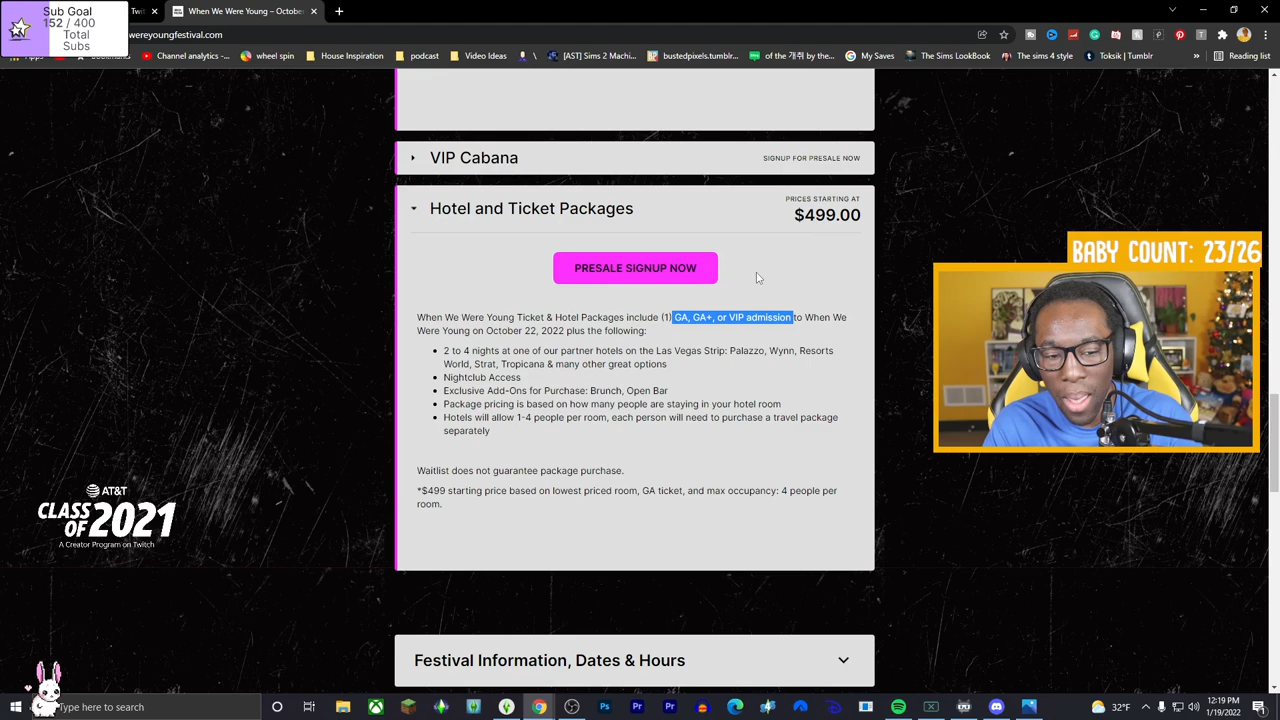 Sub Goal
152 / 400
Total
Subs
When We Were Young – Octobe
wereyoungfestival.com
Channel analytics -...
wheel spin
House Inspiration
podcast
Video Ideas
[AST] Sims 2 Machi...
bustedpixels.tumblr...
of the 개취 by the...
My Saves
The Sims LookBook
The sims 4 style
Toksik | Tumblr
Reading list
VIP Cabana
SIGNUP FOR PRESALE NOW
Hotel and Ticket Packages
PRICES STARTING AT
$499.00
PRESALE SIGNUP NOW
When We Were Young Ticket & Hotel Packages include (1) GA, GA+, or VIP admission to When We
Were Young on October 22, 2022 plus the following:
2 to 4 nights at one of our partner hotels on the Las Vegas Strip: Palazzo, Wynn, Resorts
World, Strat, Tropicana & many other great options
Nightclub Access
Exclusive Add-Ons for Purchase: Brunch, Open Bar
Package pricing is based on how many people are staying in your hotel room
Hotels will allow 1-4 people per room, each person will need to purchase a travel package
separately
Waitlist does not guarantee package purchase.
*$499 starting price based on lowest priced room, GA ticket, and max occupancy: 4 people per
room.
Festival Information, Dates & Hours
BABY COUNT: 23/26
AT&T
CLASS
OF 2021
A Creator Program on Twitch
Type here to search
32°F
12:19 PM
1/19/2022